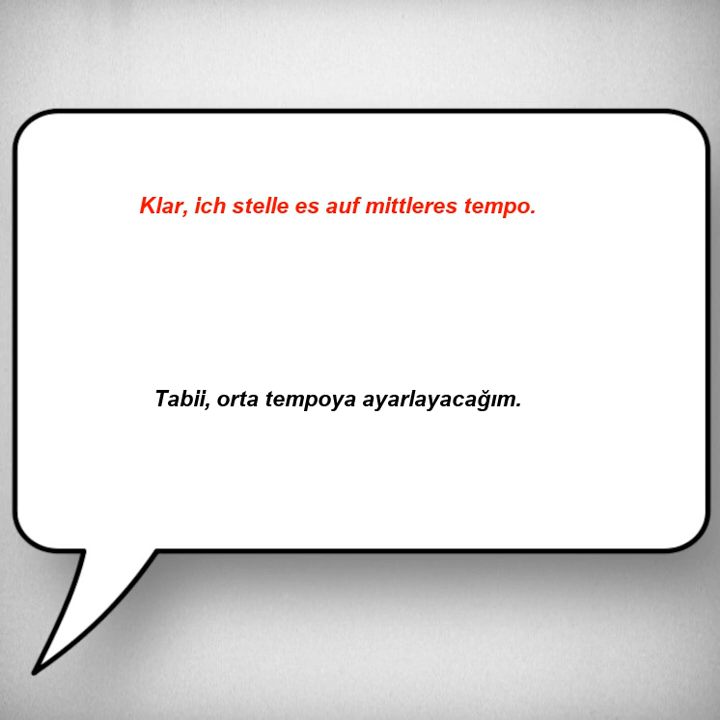 Klar, ich stelle es auf mittleres tempo.
Tabii, orta tempoya ayarlayacağım.